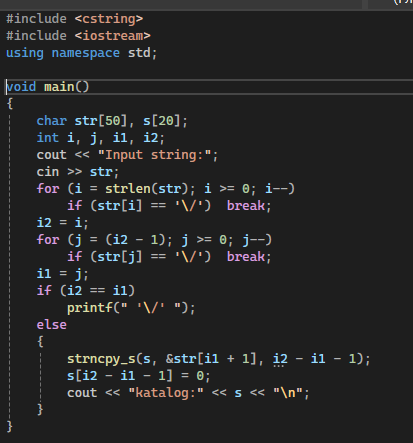 #include <cstring>
#include <iostream>
using namespace std;
void main()
{
char str[50], s[20];
int i, j, i1, i2;
cout << "Input string:";
cin >> str;
for (i = strlen(str); i >= 0; i--)
if (str[i] == '\/')  break;
i2 = i;
for (j = (i2 - 1); j >= 0; j--)
if (str[j] == '\/')  break;
i1 = j;
if (i2 == i1)
printf(" '\/' ");
else
{
strncpy_s(s, &str[i1 + 1], i2 - i1 - 1);
s[i2 - i1 - 1] = 0;
cout << "katalog:" << s << "\n";
}
}